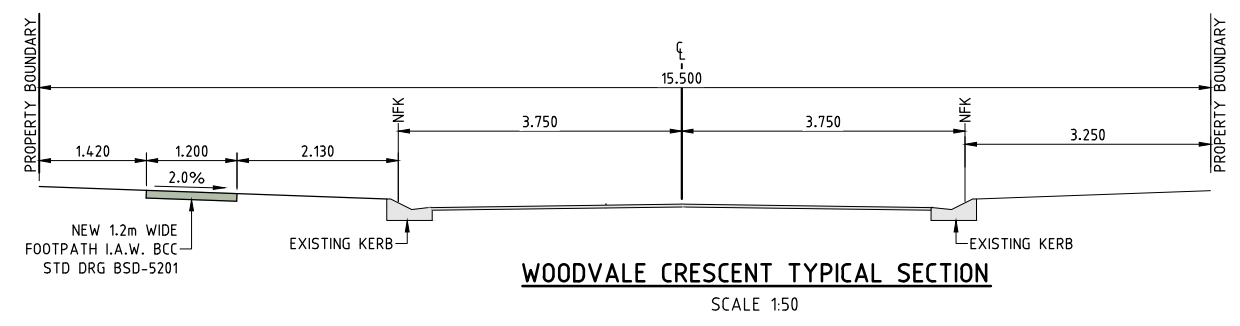 PROPERTY BOUNDARY
℄
15.500
PROPERTY BOUNDARY
NFK
NFK
3.750
3.750
3.250
1.420
1.200
2.130
2.0%
NEW 1.2m WIDE
FOOTPATH I.A.W. BCC
STD DRG BSD-5201
EXISTING KERB
EXISTING KERB
WOODVALE CRESCENT TYPICAL SECTION
SCALE 1:50